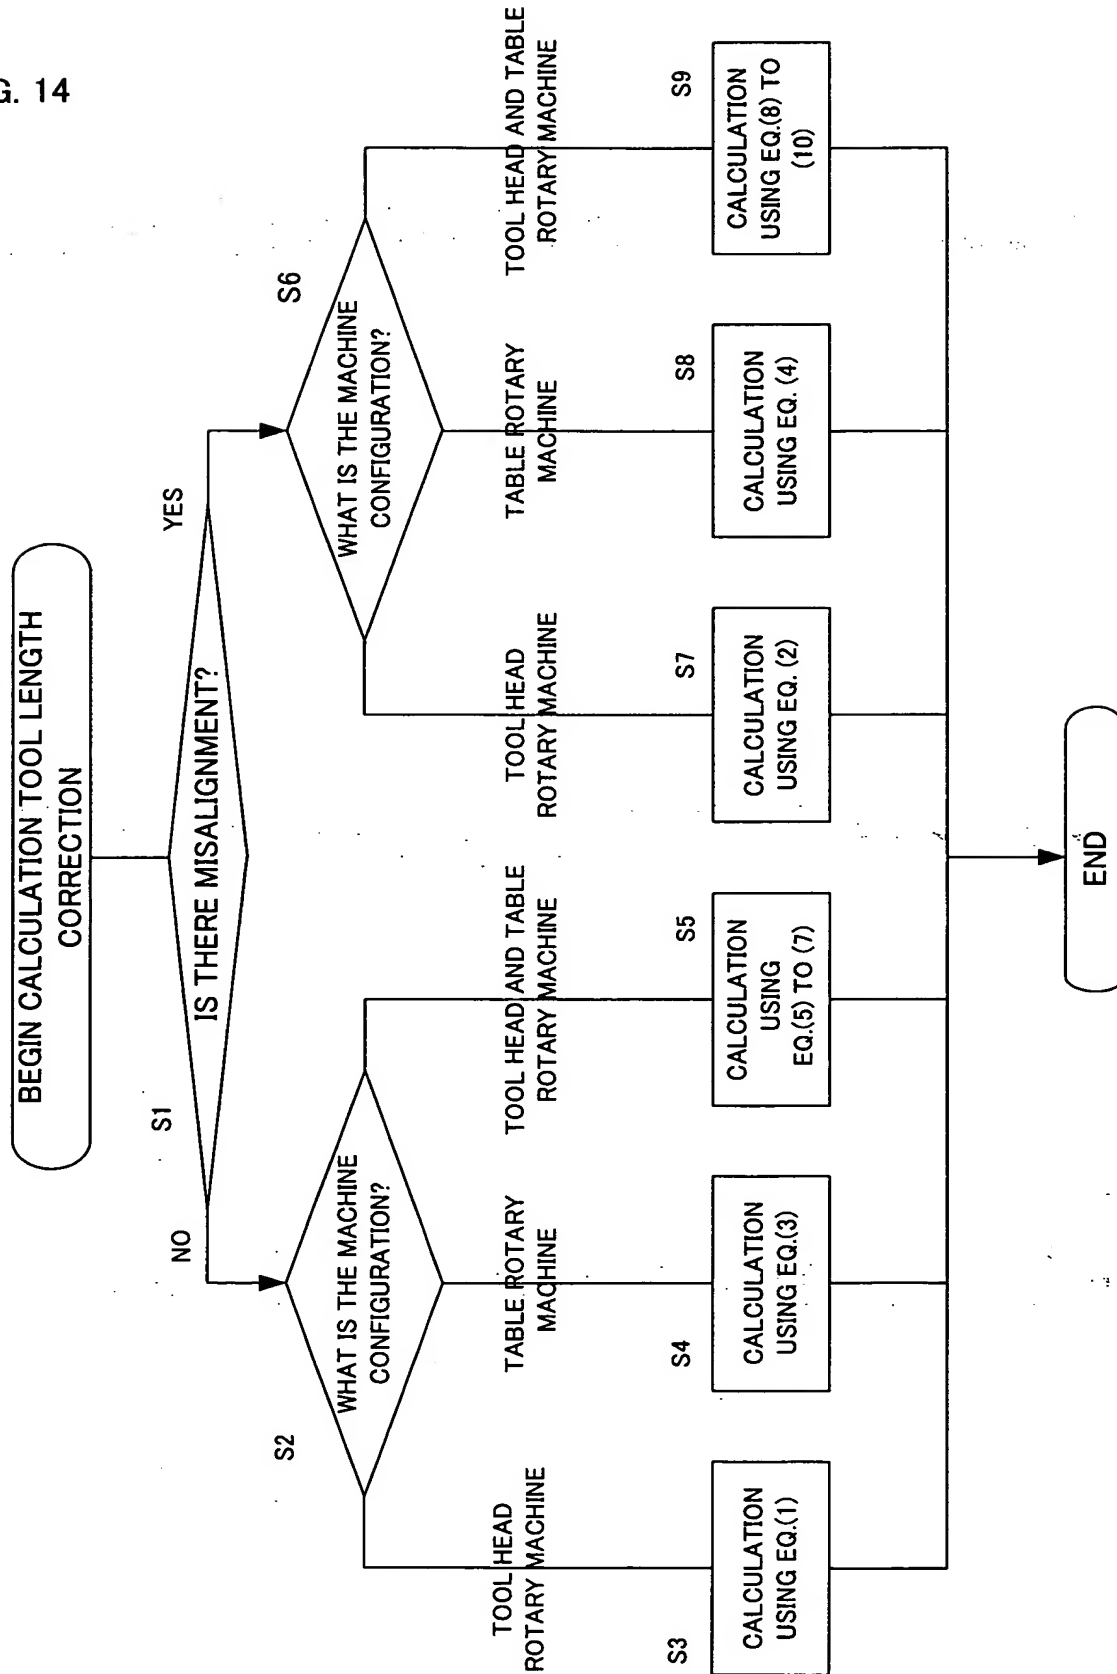 G. 14
BEGIN CALCULATION TOOL LENGTH
CORRECTION
S1
IS THERE MISALIGNMENT?
NO
YES
S2
WHAT IS THE MACHINE
CONFIGURATION?
S6
WHAT IS THE MACHINE
CONFIGURATION?
TOOL HEAD
ROTARY MACHINE
TABLE ROTARY
MACHINE
TOOL HEAD AND TABLE
ROTARY MACHINE
TOOL HEAD
ROTARY MACHINE
TABLE ROTARY
MACHINE
TOOL HEAD AND TABLE
ROTARY MACHINE
S3
CALCULATION
USING EQ.(1)
S4
CALCULATION
USING EQ.(3)
S5
CALCULATION
USING
EQ.(5) TO (7)
S7
CALCULATION
USING EQ. (2)
S8
CALCULATION
USING EQ. (4)
S9
CALCULATION
USING EQ.(8) TO
(10)
END